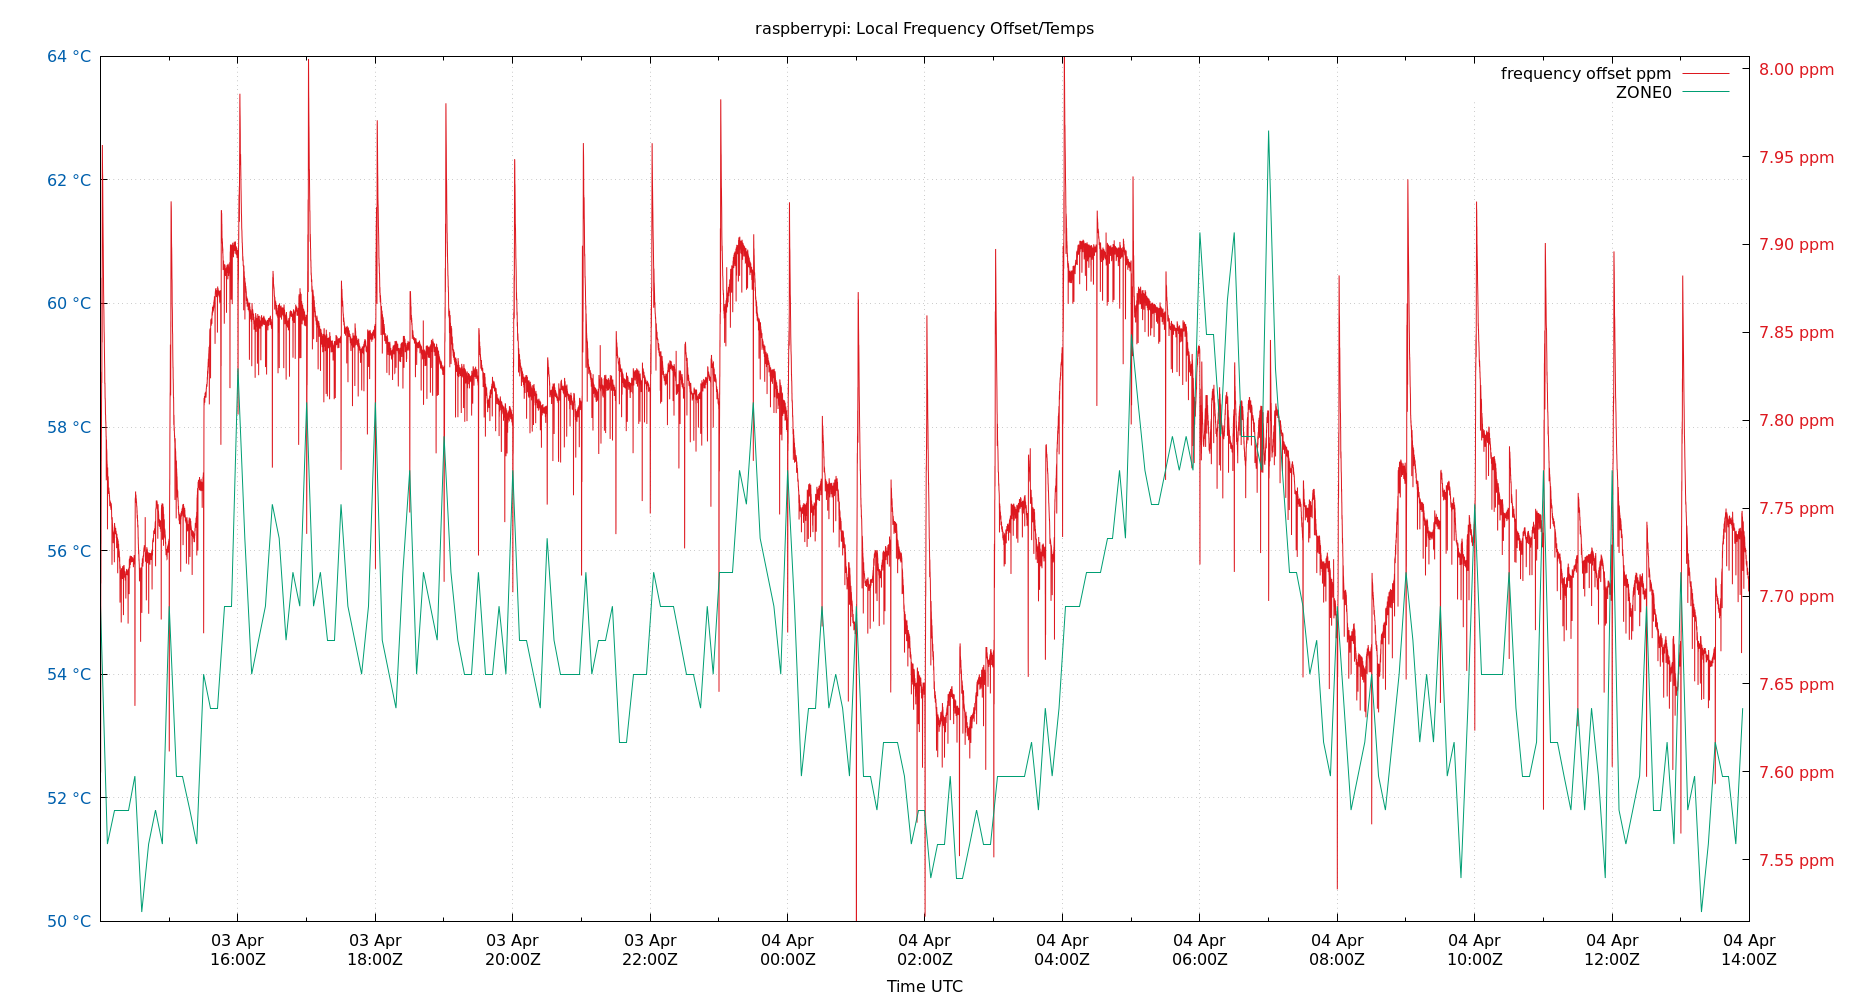 raspberrypi: Local Frequency Offset/Temps
64 °C
62 °C
60 °C
58 °C
56 °C
54 °C
52 °C
50 °C
frequency offset ppm
ZONE0
8.00 ppm
7.95 ppm
7.90 ppm
7.85 ppm
7.80 ppm
7.75 ppm
7.70 ppm
7.65 ppm
7.60 ppm
7.55 ppm
03 Apr
16:00Z
03 Apr
18:00Z
03 Apr
20:00Z
03 Apr
22:00Z
04 Apr
00:00Z
04 Apr
02:00Z
04 Apr
04:00Z
04 Apr
06:00Z
04 Apr
08:00Z
04 Apr
10:00Z
04 Apr
12:00Z
04 Apr
14:00Z
Time UTC